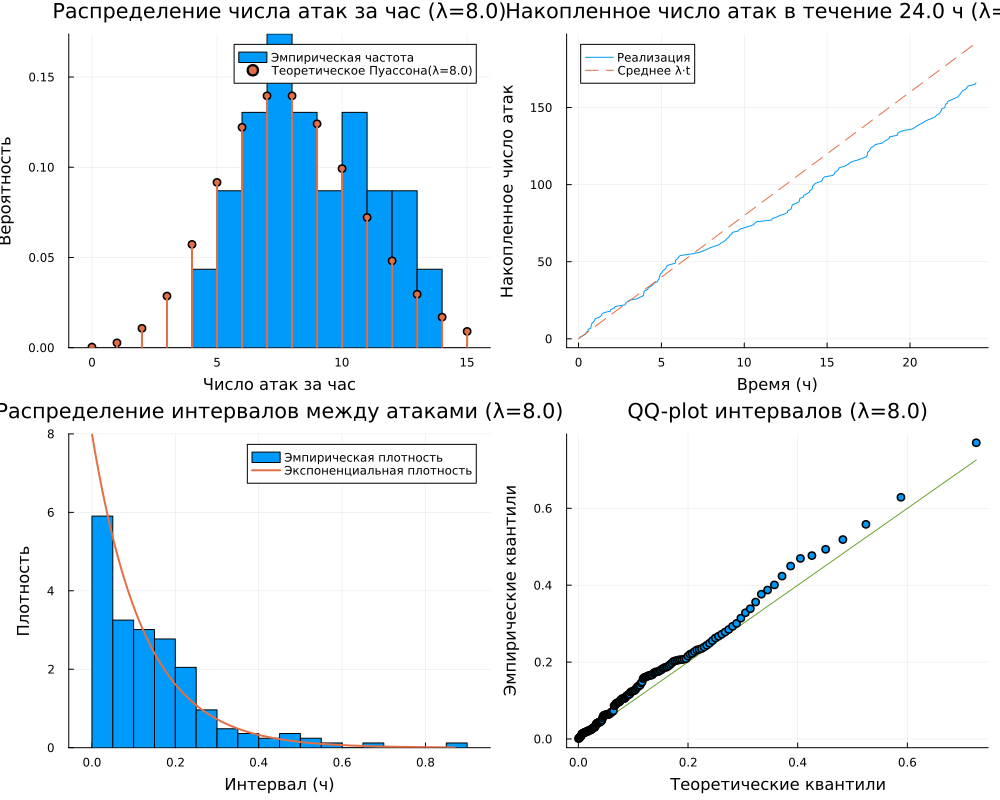 Распределение числа атак за час (λ=8.0)
Вероятность
0.15
0.10
0.05
0.00
Эмпирическая частота
Теоретическое Пуассона(λ=8.0)
0 5 10 15
Число атак за час
Накопленное число атак в течение 24.0 ч (λ=
Накопленное число атак
150
100
50
0
Реализация
Среднее λ·t
0 5 10 15 20
Время (ч)
Распределение интервалов между атаками (λ=8.0)
Плотность
8
6
4
2
0
Эмпирическая плотность
Экспоненциальная плотность
0.0 0.2 0.4 0.6 0.8
Интервал (ч)
QQ-plot интервалов (λ=8.0)
Эмпирические квантили
0.6
0.4
0.2
0.0
0.0 0.2 0.4 0.6
Теоретические квантили